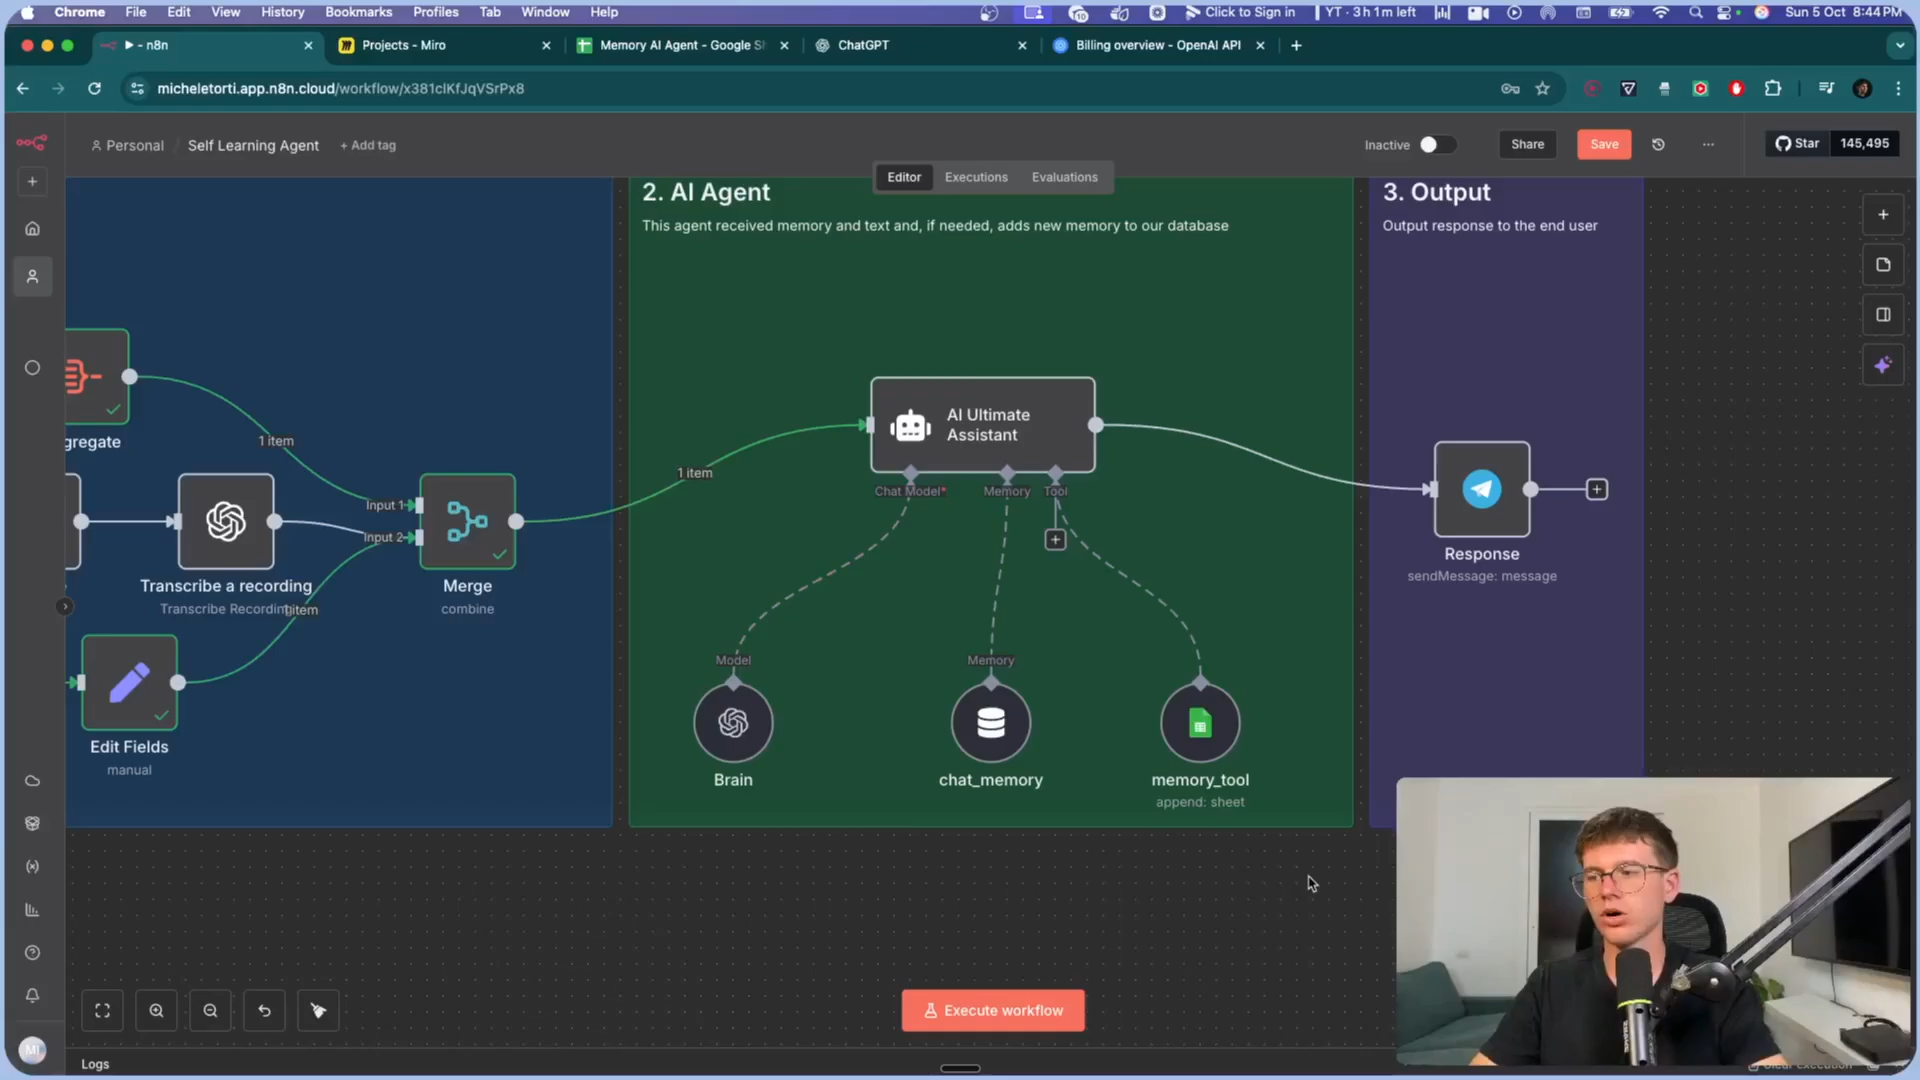 Chrome File Edit View History Bookmarks Profiles Tab Window Help
Click to Sign in YT · 3 h 1 m left Sun 5 Oct 8:44 PM
- n8n
Projects - Miro
Memory AI Agent - Google Sh
ChatGPT
Billing overview - OpenAI API
micheletorti.app.n8n.cloud/workflow/x381clKfJqVSrPx8
Personal / Self Learning Agent + Add tag
Inactive
Share
Save
Star 145,495
Editor Executions Evaluations
2. AI Agent
This agent received memory and text and, if needed, adds new memory to our database
3. Output
Output response to the end user
gregate
1 item
Input 1
Input 2
Transcribe a recording
Transcribe Recording
1 item
Merge
combine
Edit Fields
manual
1 item
AI Ultimate
Assistant
Chat Model*
Memory
Tool
Model
Memory
Brain
chat_memory
memory_tool
append: sheet
Response
sendMessage: message
Execute workflow
MI
Logs